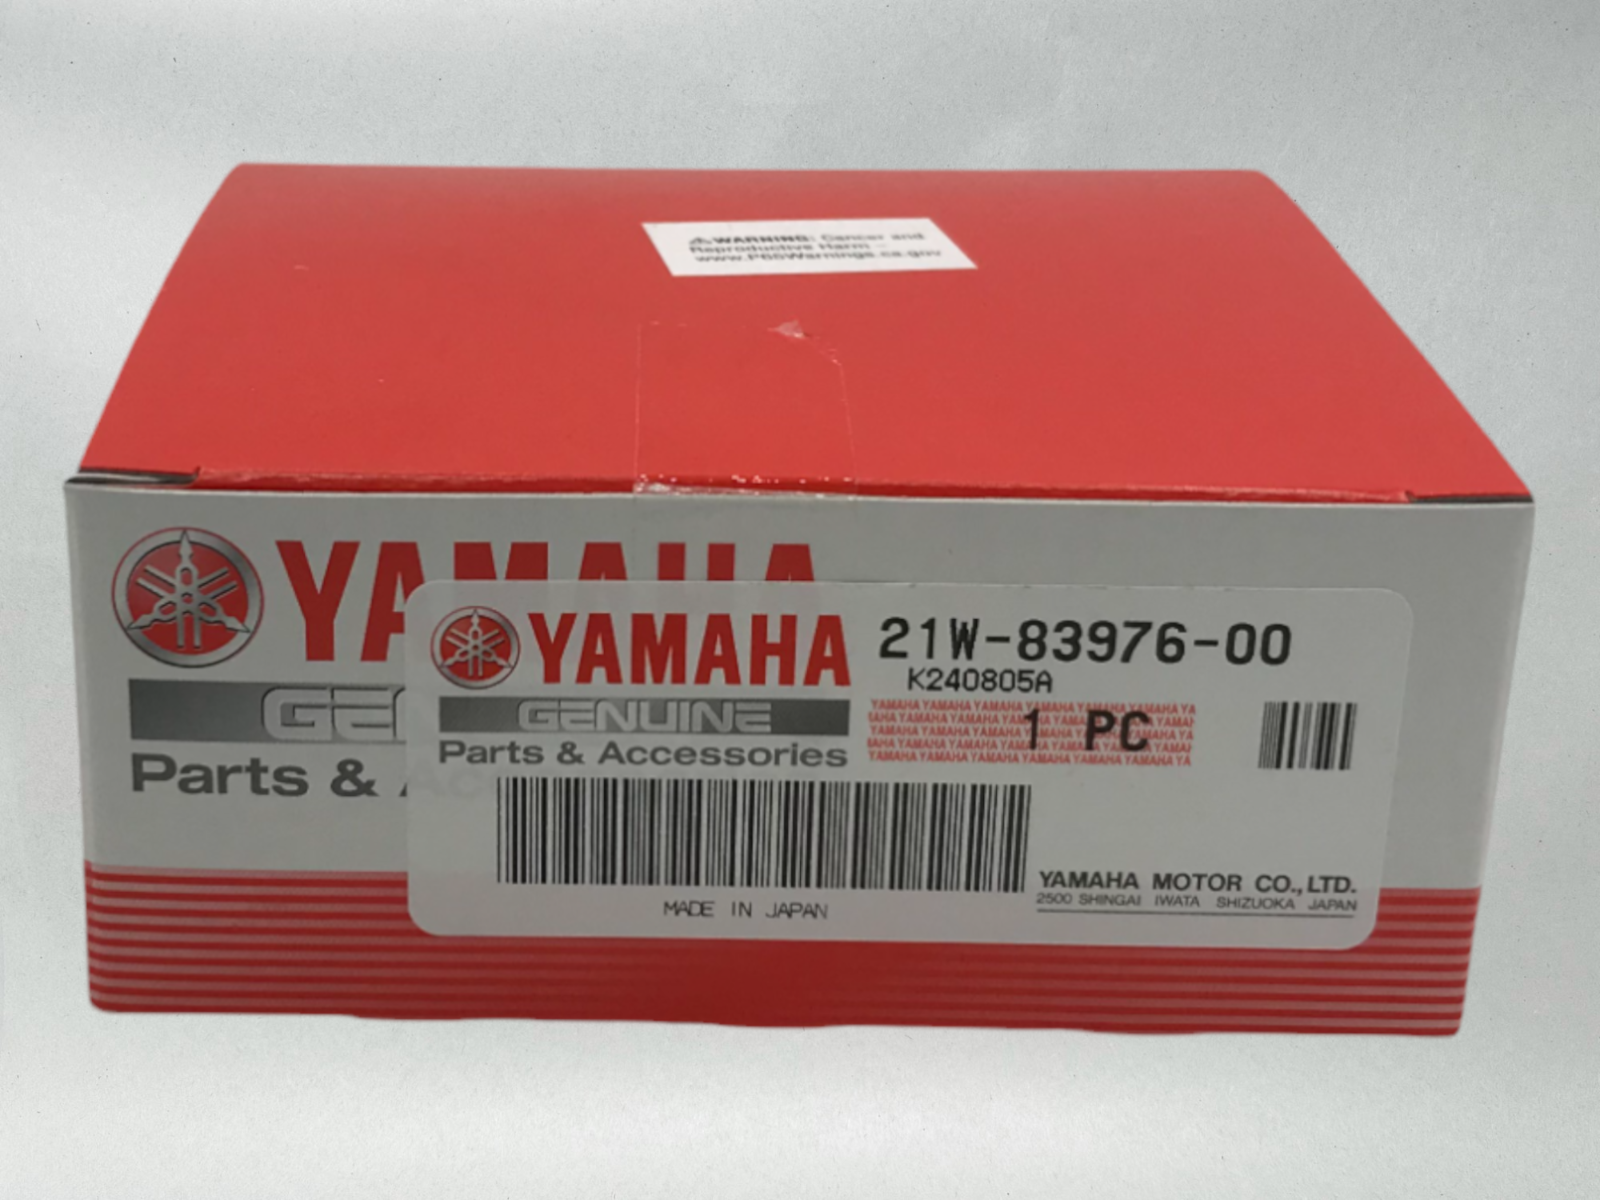 ⚠WARNING: Cancer and
Reproductive Harm –
www.P65Warnings.ca.gov
YAMAHA
Parts &
YAMAHA
GENUINE
Parts & Accessories
21W-83976-00
K240805A
1 PC
MADE IN JAPAN
YAMAHA MOTOR CO.,LTD.
2500 SHINGAI IWATA SHIZUOKA JAPAN